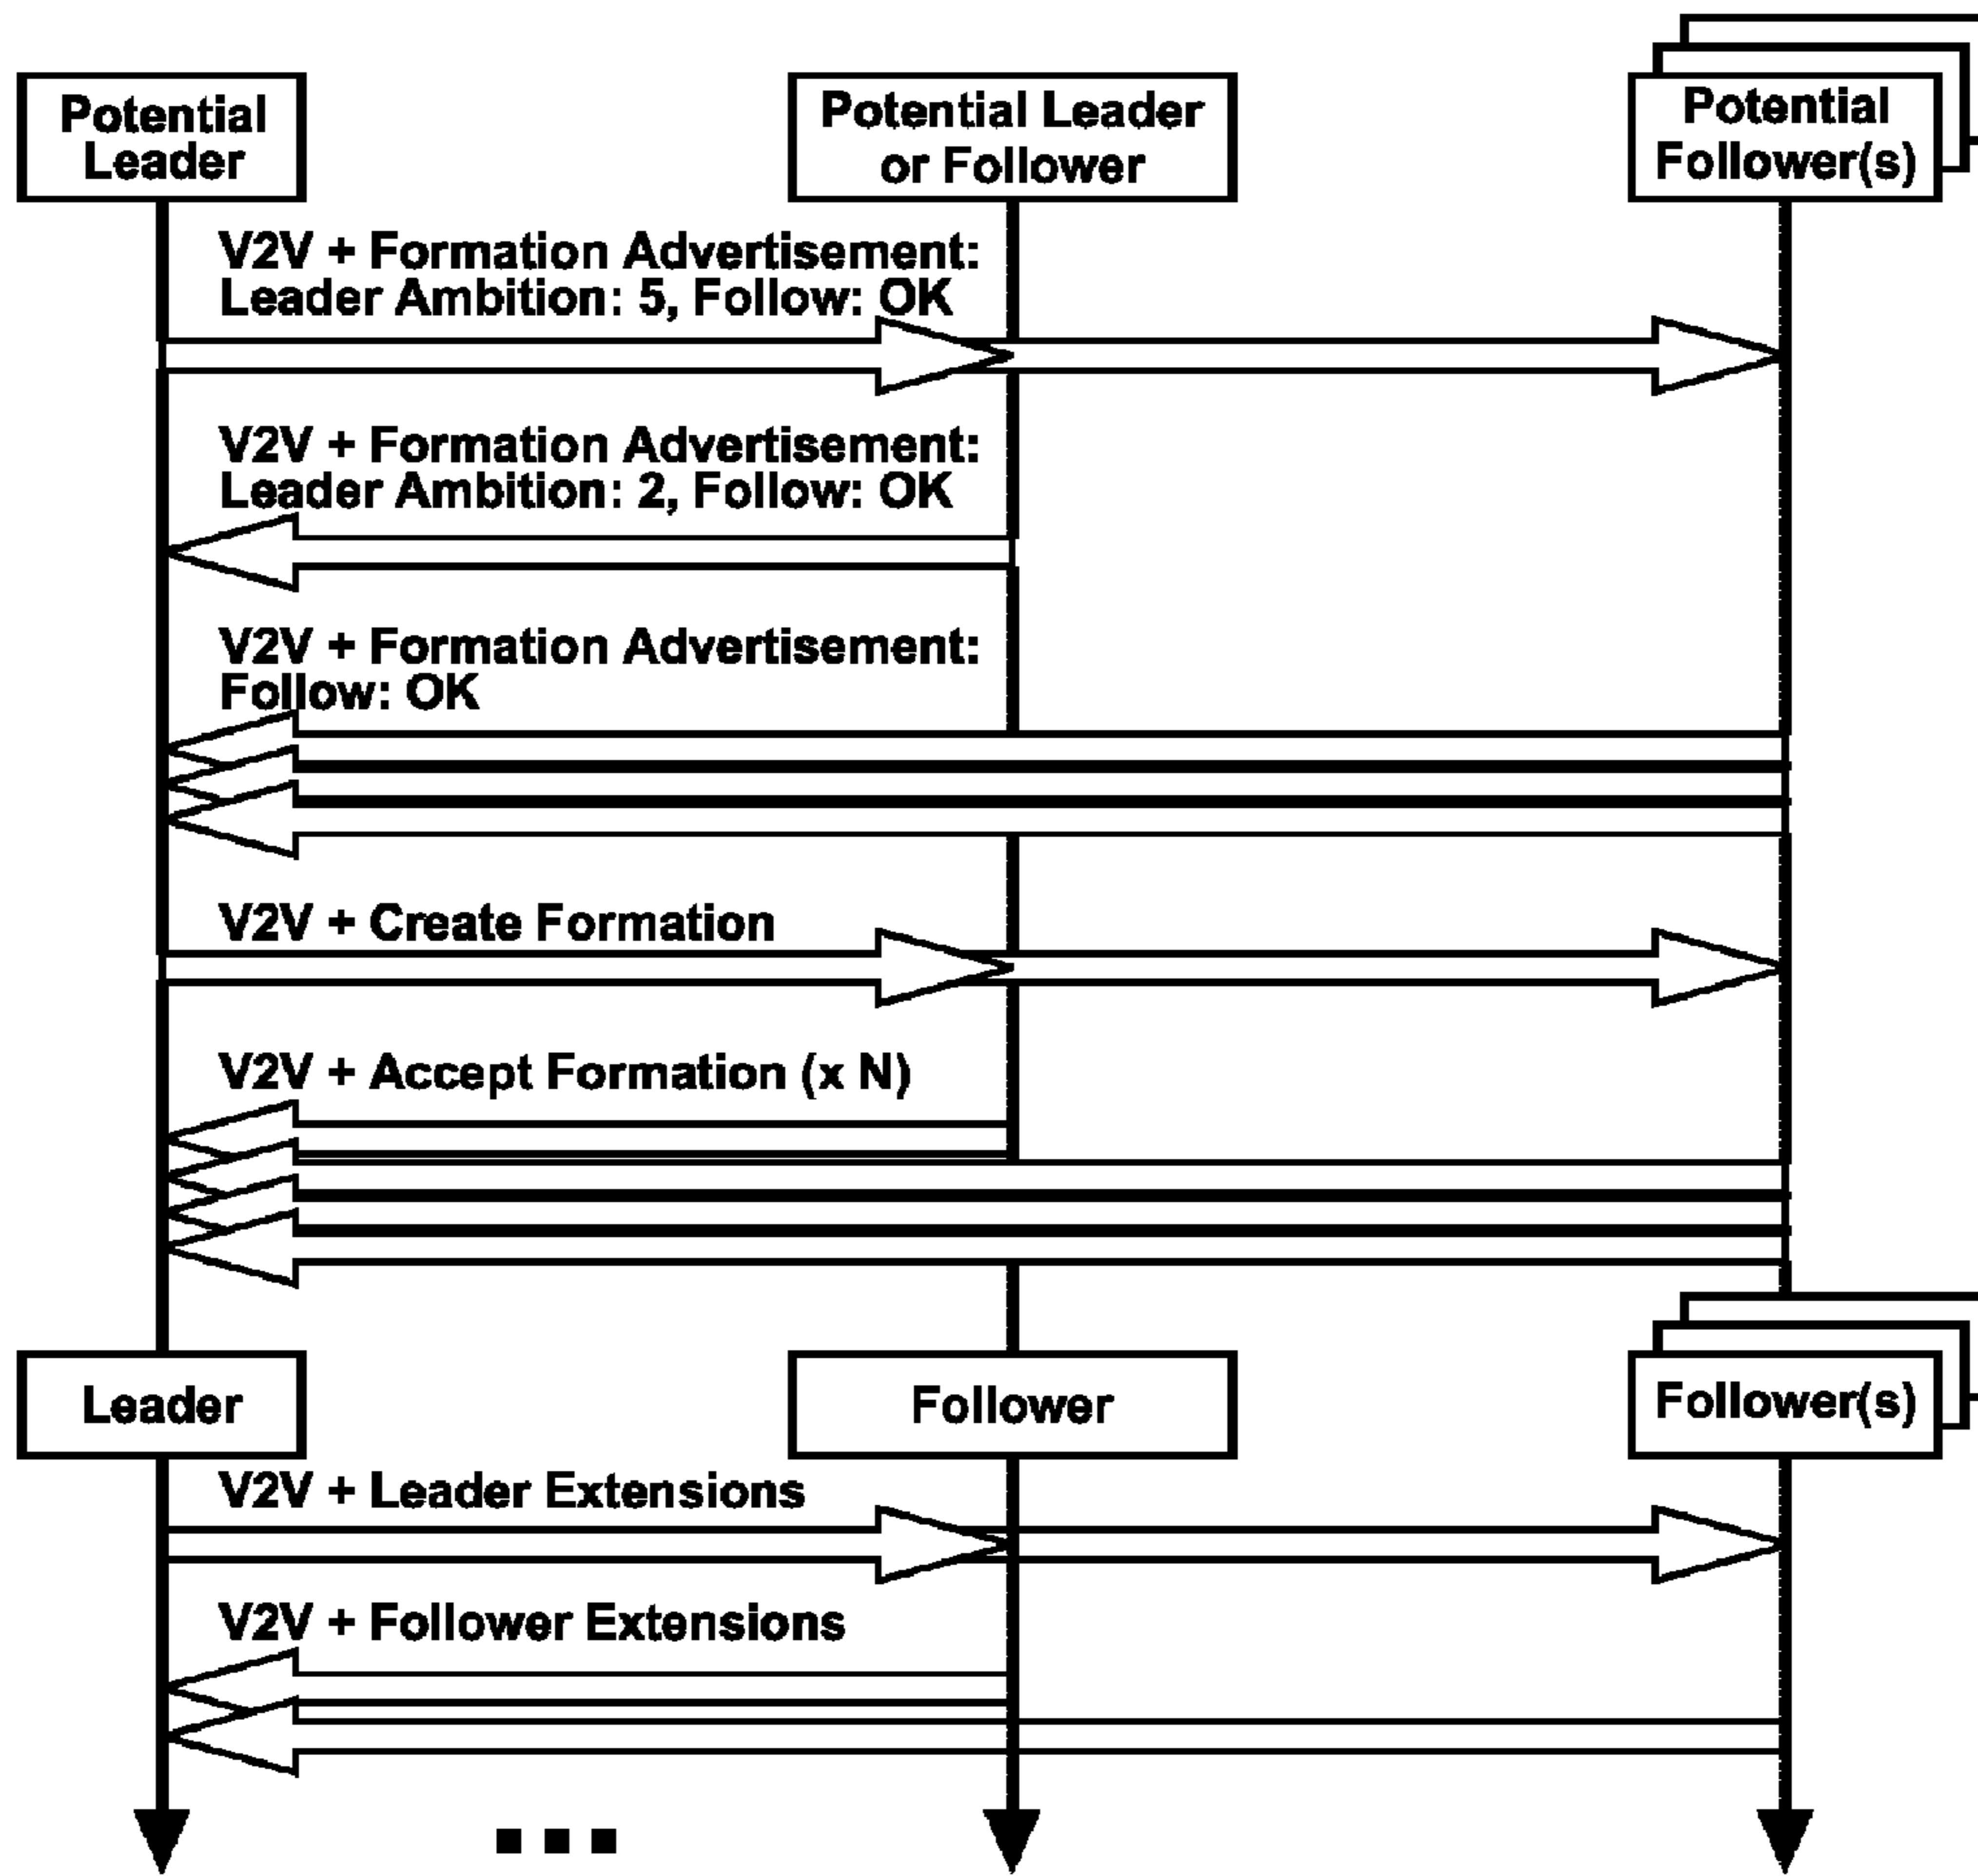 Potential
Leader
Potential Leader
or Follower
Potential
Follower(s)
V2V + Formation Advertisement:
Leader Ambition: 5, Follow: OK
V2V + Formation Advertisement:
Leader Ambition: 2, Follow: OK
V2V + Formation Advertisement:
Follow: OK
V2V + Create Formation
V2V + Accept Formation (x N)
Leader
Follower
Follower(s)
V2V + Leader Extensions
V2V + Follower Extensions
...